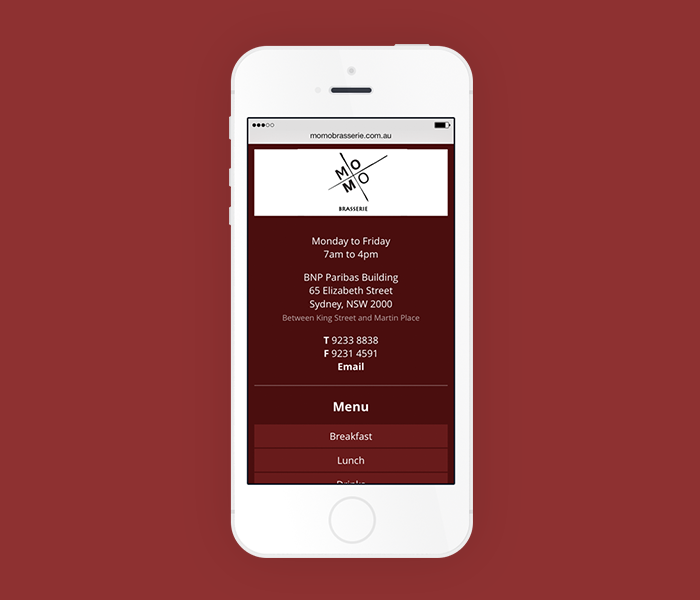 momobrasserie.com.au
MO
MO
BRASSERIE
Monday to Friday
7am to 4pm
BNP Paribas Building
65 Elizabeth Street
Sydney, NSW 2000
Between King Street and Martin Place
T 9233 8838
F 9231 4591
Email
Menu
Breakfast
Lunch
Drinks